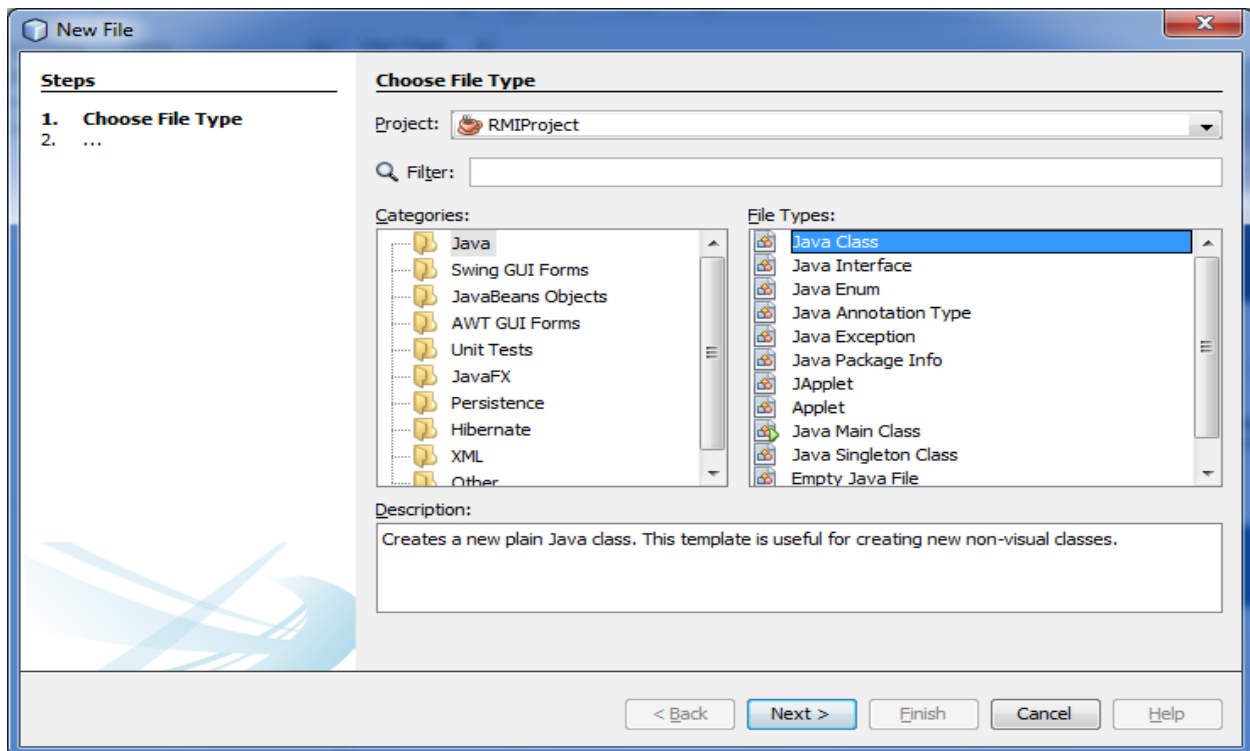 New File
Steps
1. Choose File Type
2. ...
Choose File Type
Project: RMIProject
Filter:
Categories:
Java
Swing GUI Forms
JavaBeans Objects
AWT GUI Forms
Unit Tests
JavaFX
Persistence
Hibernate
XML
Other
File Types:
Java Class
Java Interface
Java Enum
Java Annotation Type
Java Exception
Java Package Info
JApplet
Applet
Java Main Class
Java Singleton Class
Empty Java File
Description:
Creates a new plain Java class. This template is useful for creating new non-visual classes.
< Back
Next >
Finish
Cancel
Help